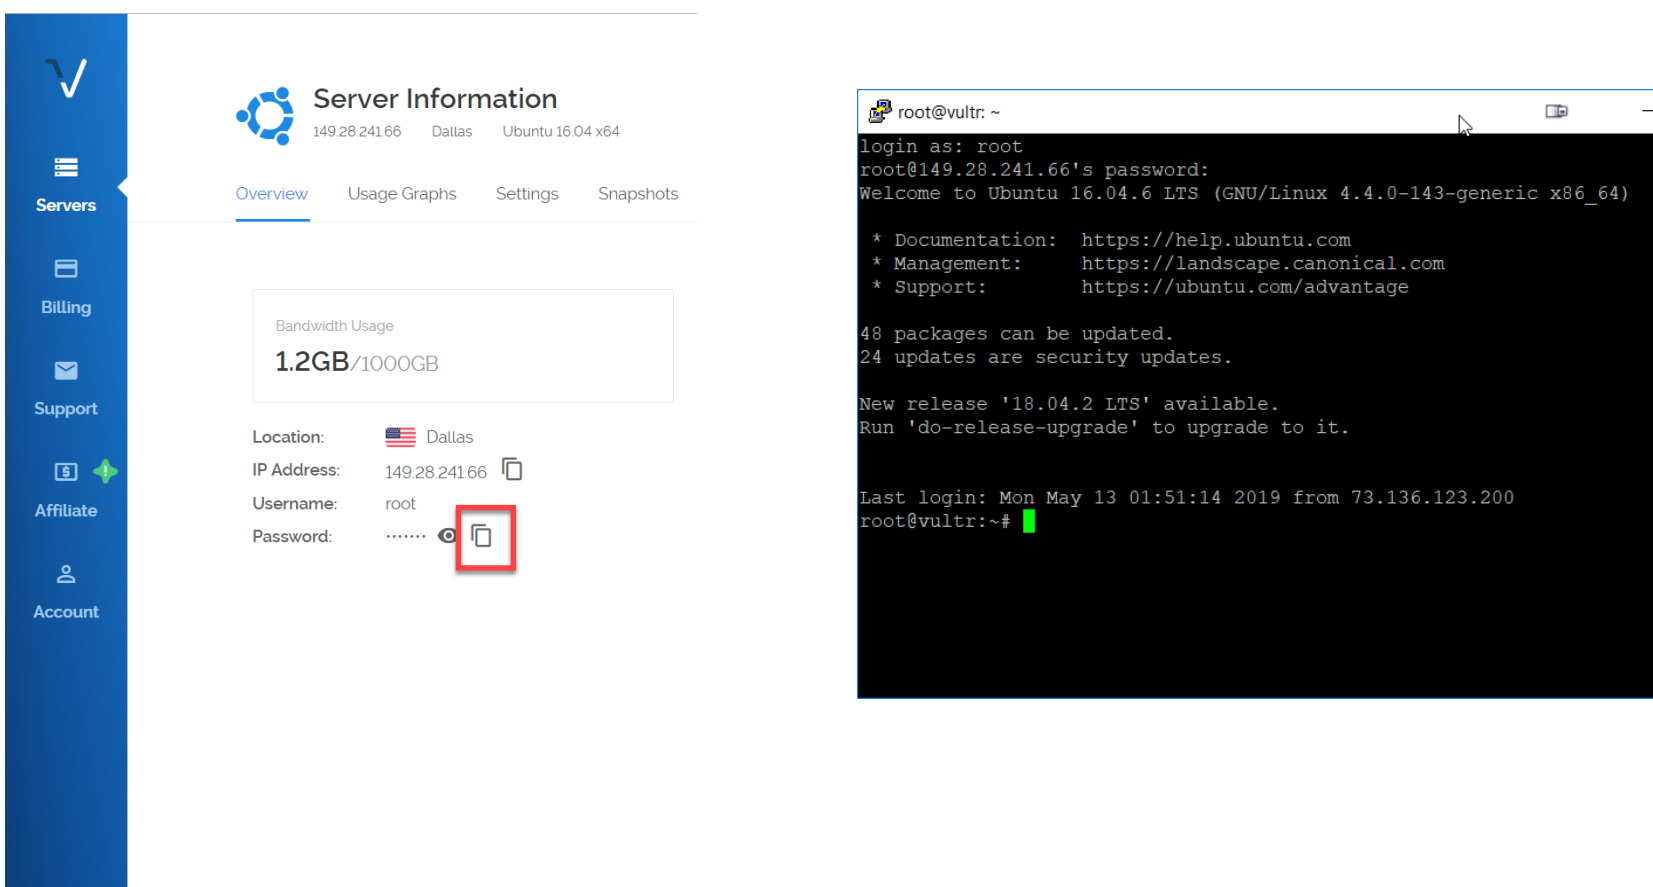 Server Information
149.28.241.66 Dallas Ubuntu 16.04 x64
Overview Usage Graphs Settings Snapshots
Servers
Billing
Support
Affiliate
Account
Bandwidth Usage
1.2GB/1000GB
Location: Dallas
IP Address: 149.28.241.66
Username: root
Password: ·······
root@vultr: ~
login as: root
root@149.28.241.66's password:
Welcome to Ubuntu 16.04.6 LTS (GNU/Linux 4.4.0-143-generic x86_64)
* Documentation: https://help.ubuntu.com
* Management: https://landscape.canonical.com
* Support: https://ubuntu.com/advantage
48 packages can be updated.
24 updates are security updates.
New release '18.04.2 LTS' available.
Run 'do-release-upgrade' to upgrade to it.
Last login: Mon May 13 01:51:14 2019 from 73.136.123.200
root@vultr:~#